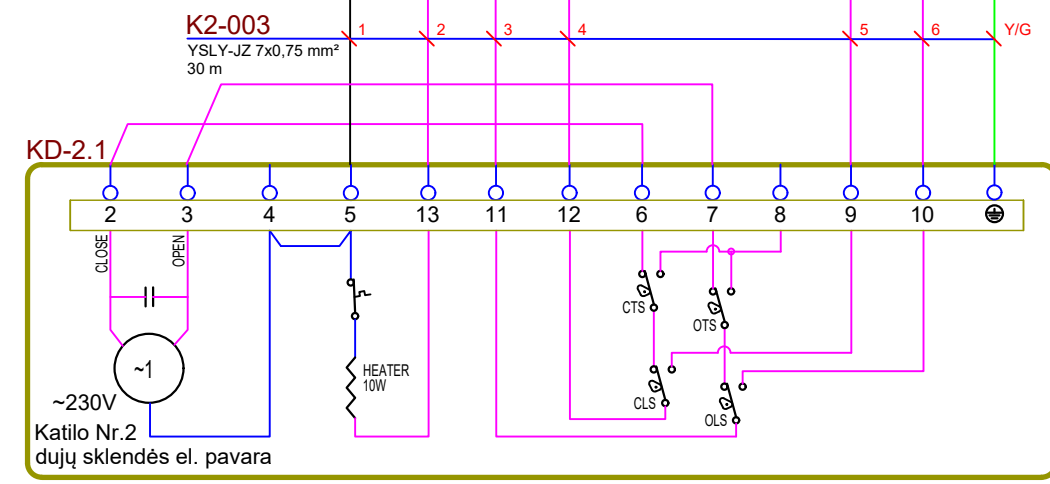 K2-003
YSLY-JZ 7x0,75 mm²
30 m
1
2
3
4
5
6
Y/G
KD-2.1
2 3 4 5 13 11 12 6 7 8 9 10
CLOSE
OPEN
CTS
OTS
~1
HEATER
10W
~230V
CLS
OLS
Katilo Nr.2
dujų sklendės el. pavara